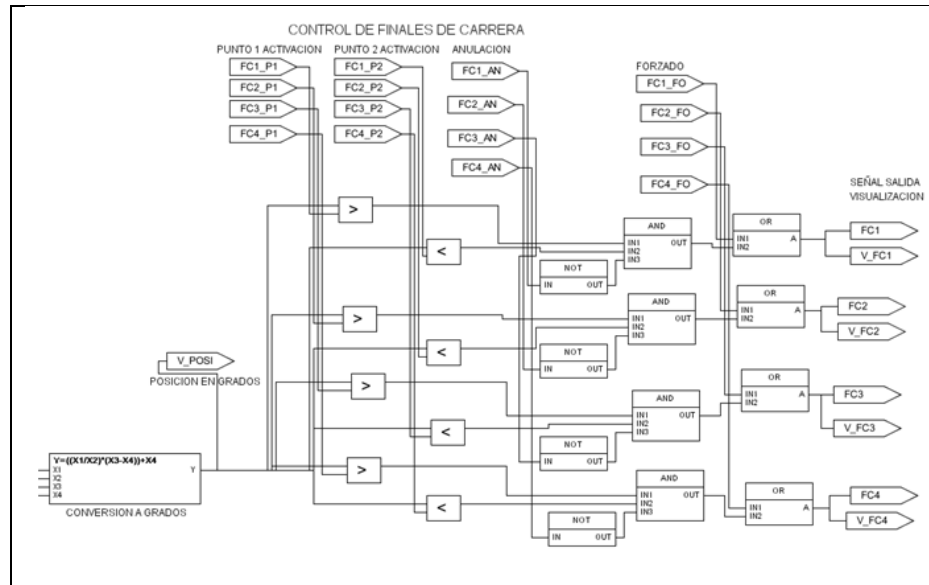 CONTROL DE FINALES DE CARRERA
PUNTO 1 ACTIVACION
PUNTO 2 ACTIVACION
ANULACION
FORZADO
FC1_P1
FC2_P1
FC3_P1
FC4_P1
FC1_P2
FC2_P2
FC3_P2
FC4_P2
FC1_AN
FC2_AN
FC3_AN
FC4_AN
FC1_FO
FC2_FO
FC3_FO
FC4_FO
SEÑAL SALIDA
VISUALIZACION
>
<
NOT
IN OUT
AND
IN1 OUT
IN2
IN3
OR
IN1 A
IN2
FC1
V_FC1
>
<
NOT
IN OUT
AND
IN1 OUT
IN2
IN3
OR
IN1 A
IN2
FC2
V_FC2
V_POSI
POSICION EN GRADOS
>
<
NOT
IN OUT
AND
IN1 OUT
IN2
IN3
OR
IN1 A
IN2
FC3
V_FC3
Y=((X1/X2)*(X3-X4))+X4
X1 Y
X2
X3
X4
CONVERSION A GRADOS
>
<
NOT
IN OUT
AND
IN1 OUT
IN2
IN3
OR
IN1 A
IN2
FC4
V_FC4